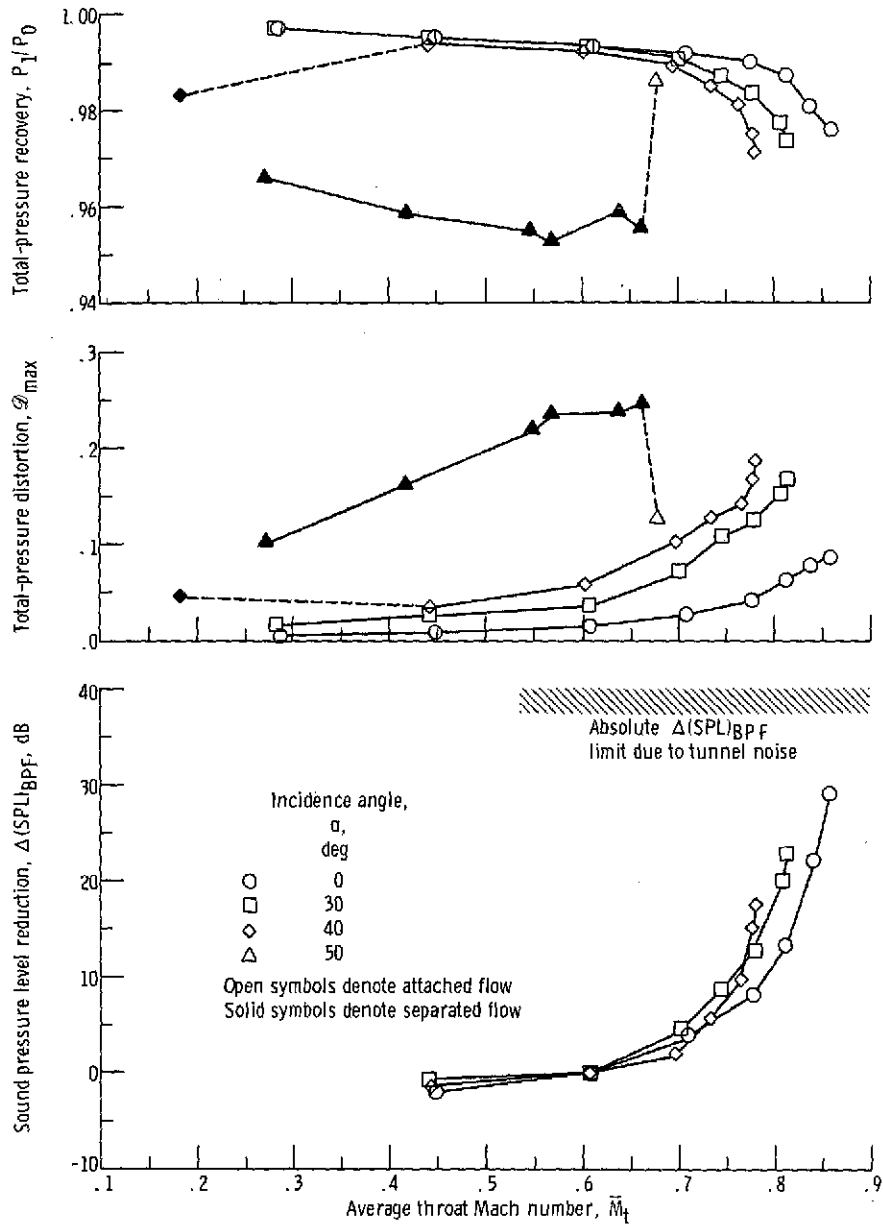 Total-pressure recovery, P1/P0
1.00
.98
.96
.94
Total-pressure distortion, 𝒟max
.3
.2
.1
.0
Sound pressure level reduction, Δ(SPL)BPF, dB
40
30
20
10
0
-10
Absolute Δ(SPL)BPF
limit due to tunnel noise
Incidence angle,
α,
deg
0
30
40
50
Open symbols denote attached flow
Solid symbols denote separated flow
.1 .2 .3 .4 .5 .6 .7 .8 .9
Average throat Mach number, M̄t